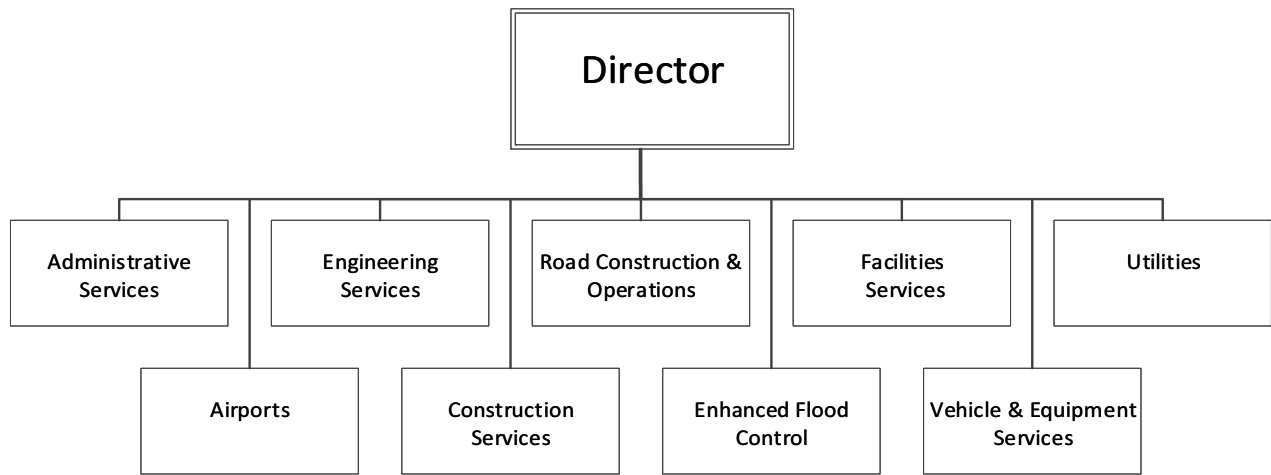 Director
Administrative
Services
Engineering
Services
Road Construction &
Operations
Facilities
Services
Utilities
Airports
Construction
Services
Enhanced Flood
Control
Vehicle & Equipment
Services